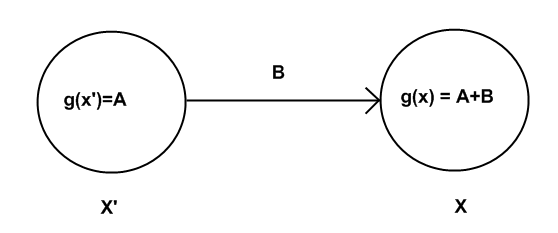 B
g(x')=A
g(x) = A+B
X'
X